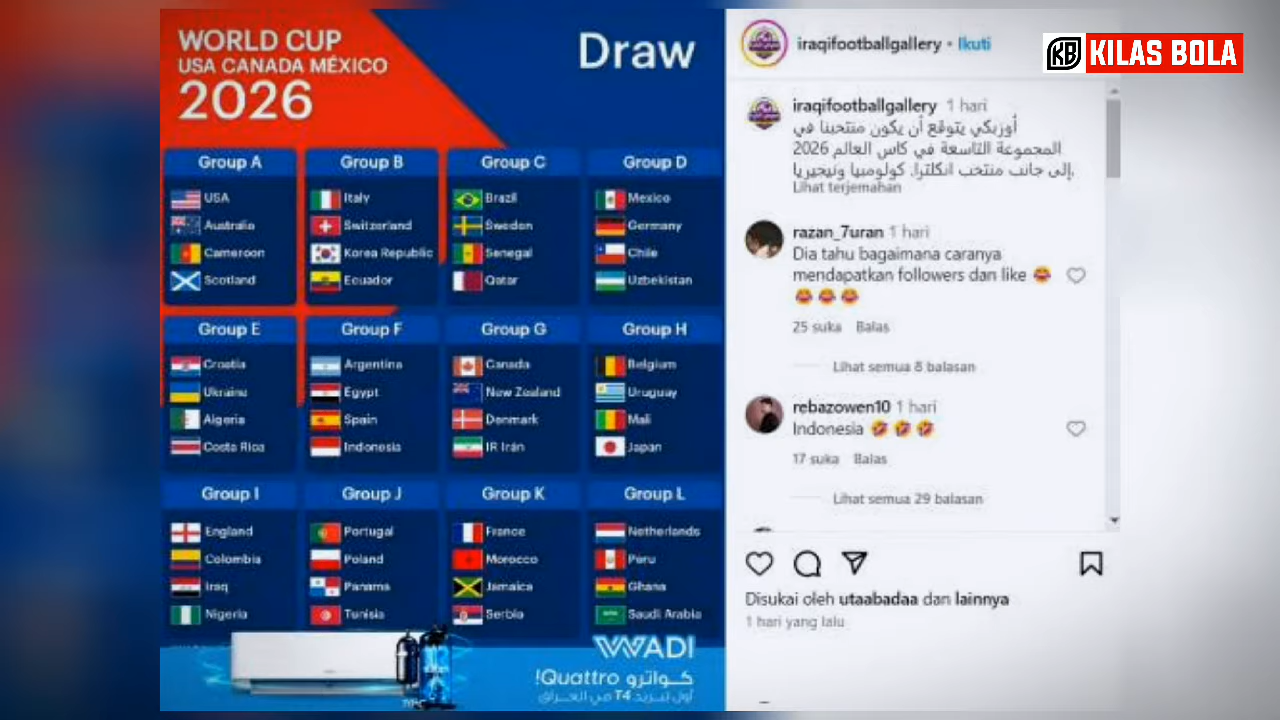 WORLD CUP
USA CANADA MÉXICO
2026
Draw
Group A
USA
Australia
Cameroon
Scotland
Group B
Italy
Switzerland
Korea Republic
Ecuador
Group C
Brazil
Sweden
Senegal
Qatar
Group D
Mexico
Germany
Chile
Uzbekistan
Group E
Croatia
Ukraine
Algeria
Costa Rica
Group F
Argentina
Egypt
Spain
Indonesia
Group G
Canada
New Zealand
Denmark
IR Iran
Group H
Belgium
Uruguay
Mali
Japan
Group I
England
Colombia
Iraq
Nigeria
Group J
Portugal
Poland
Panama
Tunisia
Group K
France
Morocco
Jamaica
Serbia
Group L
Netherlands
Peru
Ghana
Saudi Arabia
WADI
كـواترو Quattro!
أول تبريد T4 في العراق
iraqifootballgallery • Ikuti
KB KILAS BOLA
iraqifootballgallery 1 hari
أوزبكي يتوقع أن يكون منتخبنا في
المجموعة التاسعة في كاس العالم 2026
إلى جانب منتخب انكلترا، كولومبيا ونيجيريا.
Lihat terjemahan
razan_7uran 1 hari
Dia tahu bagaimana caranya
mendapatkan followers dan like 😂
😂 😂 😂
25 suka Balas
Lihat semua 8 balasan
rebazowen10 1 hari
Indonesia 🤣 🤣 🤣
17 suka Balas
Lihat semua 29 balasan
Disukai oleh utaabadaa dan lainnya
1 hari yang lalu